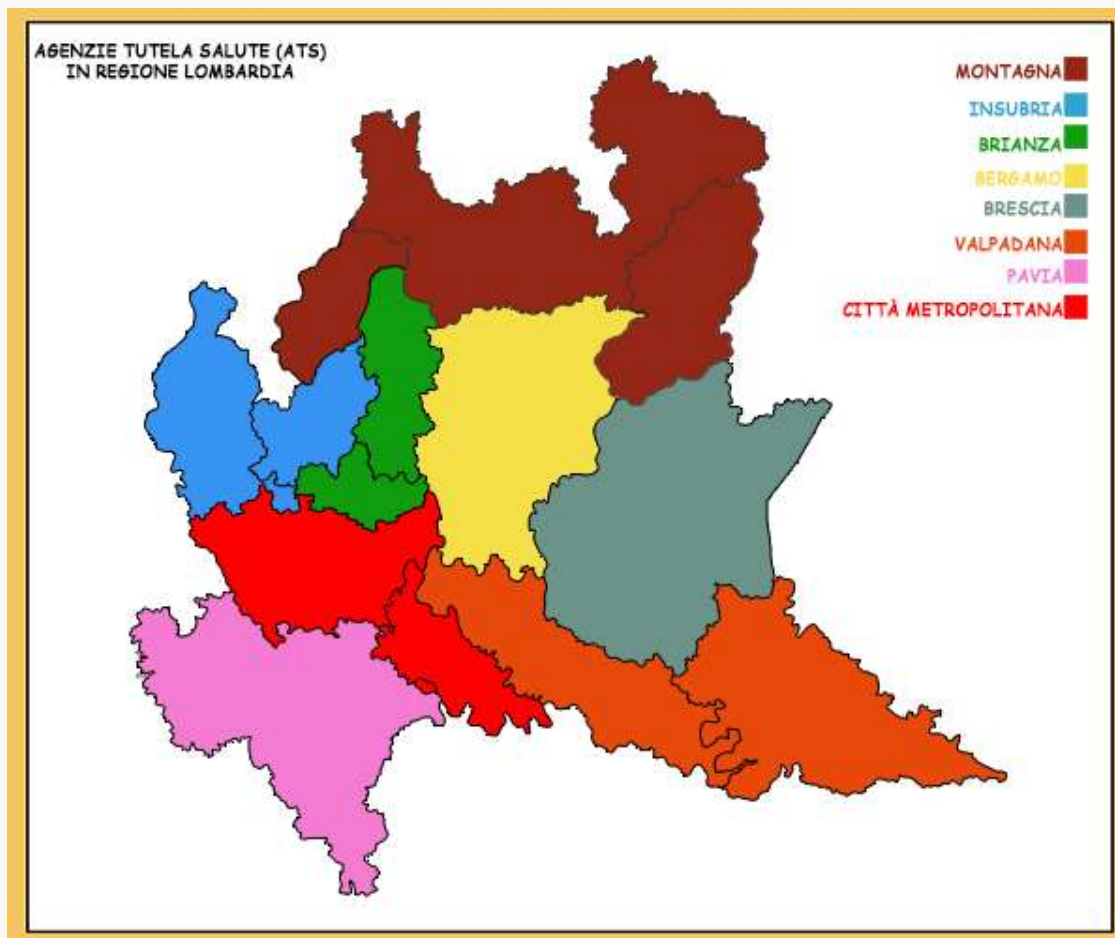 AGENZIE TUTELA SALUTE (ATS)
IN REGIONE LOMBARDIA
MONTAGNA
INSUBRIA
BRIANZA
BERGAMO
BRESCIA
VALPADANA
PAVIA
CITTÀ METROPOLITANA